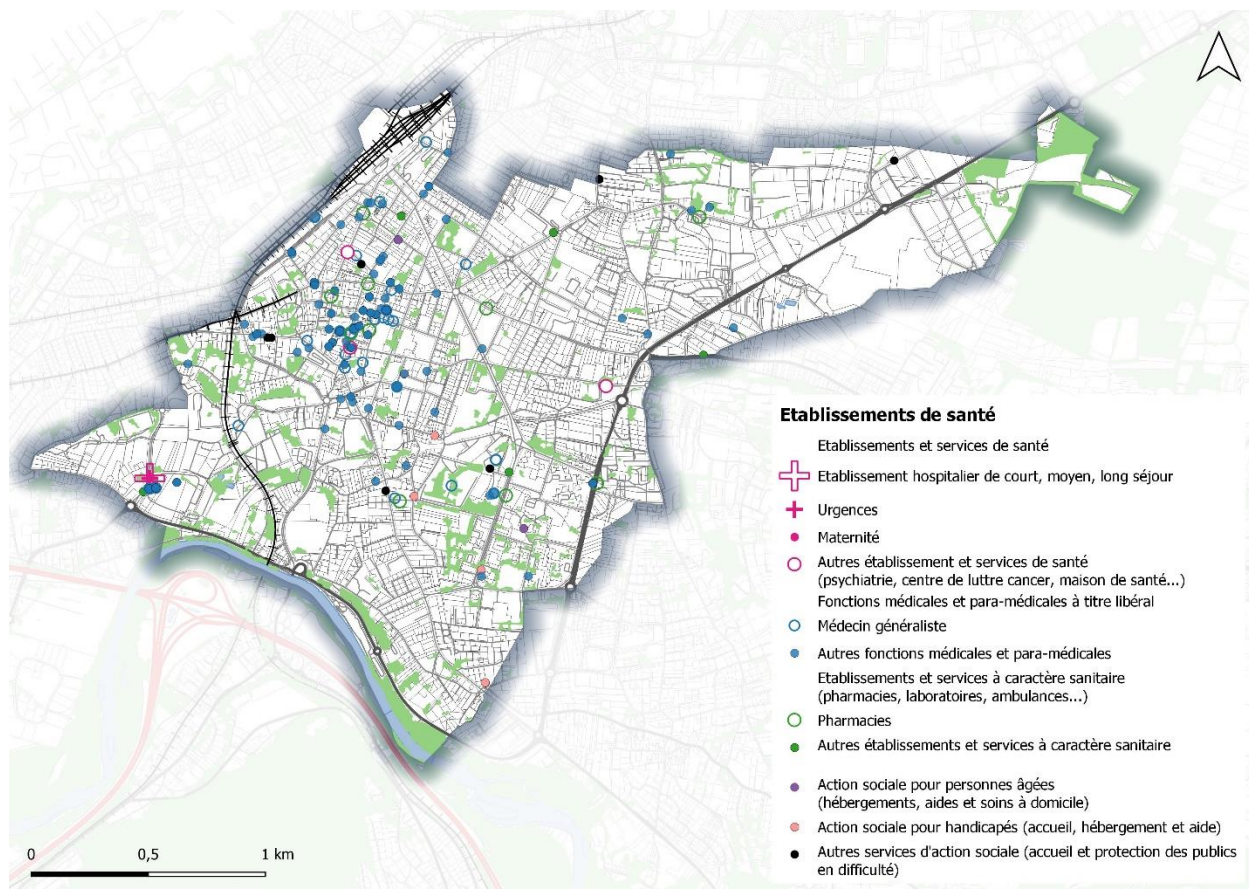 Etablissements de santé
Etablissements et services de santé
Etablissement hospitalier de court, moyen, long séjour
Urgences
Maternité
Autres établissement et services de santé
(psychiatrie, centre de luttre cancer, maison de santé...)
Fonctions médicales et para-médicales à titre libéral
Médecin généraliste
Autres fonctions médicales et para-médicales
Etablissements et services à caractère sanitaire
(pharmacies, laboratoires, ambulances...)
Pharmacies
Autres établissements et services à caractère sanitaire
Action sociale pour personnes âgées
(hébergements, aides et soins à domicile)
Action sociale pour handicapés (accueil, hébergement et aide)
Autres services d'action sociale (accueil et protection des publics
en difficulté)
0 0,5 1 km